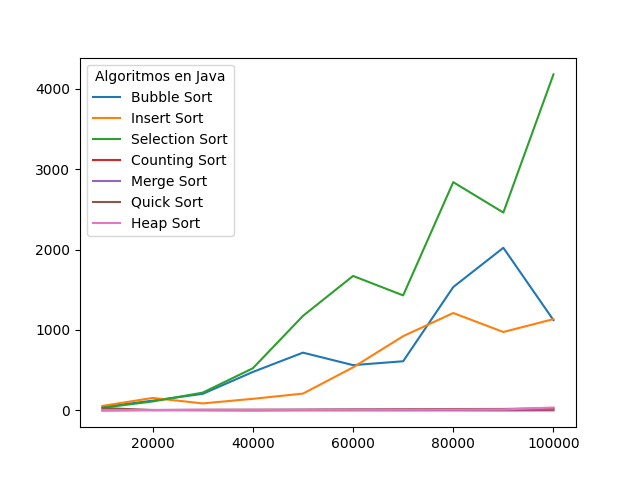 Algoritmos en Java
Bubble Sort
Insert Sort
Selection Sort
Counting Sort
Merge Sort
Quick Sort
Heap Sort
4000
3000
2000
1000
0
20000 40000 60000 80000 100000